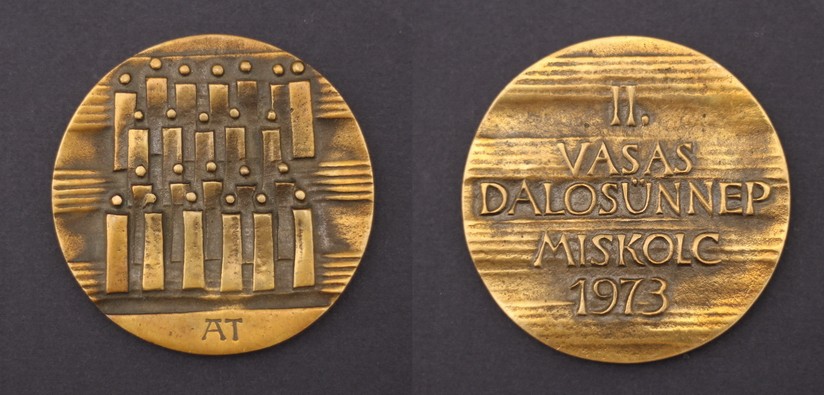 AT
II.
VASAS
DALOSÜNNEP
MISKOLC
1973